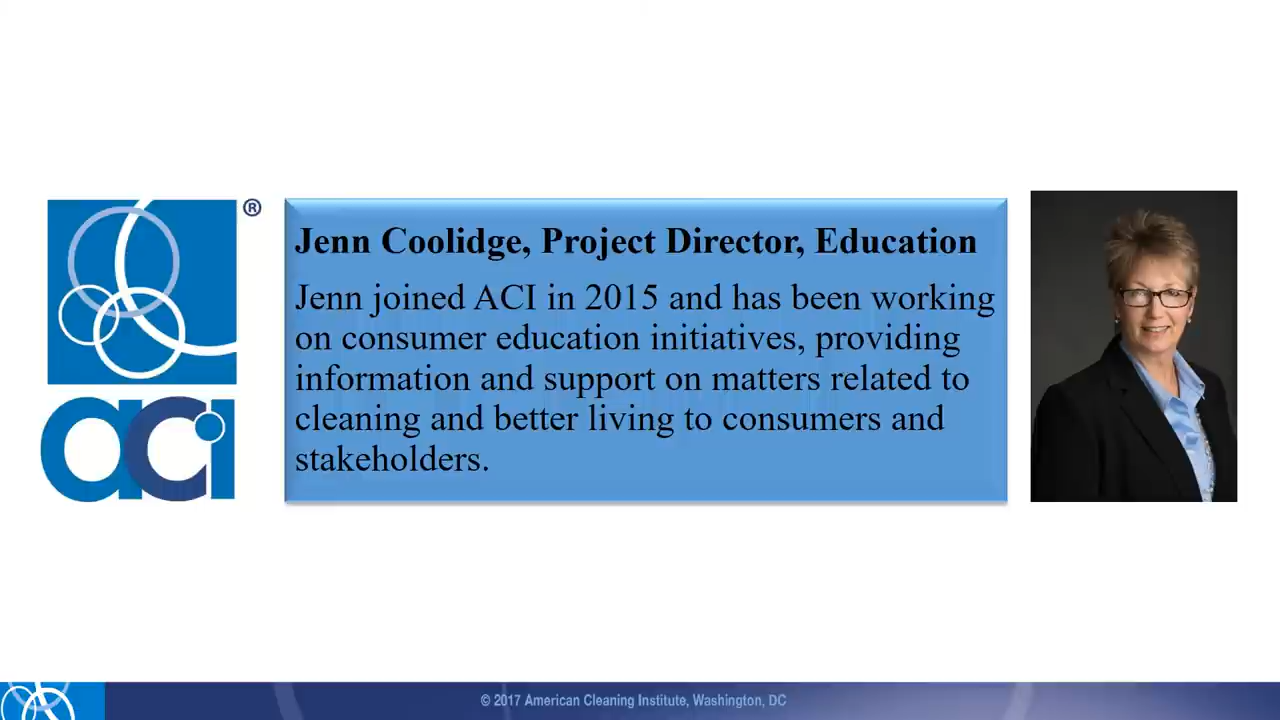 ®
aci
Jenn Coolidge, Project Director, Education
Jenn joined ACI in 2015 and has been working
on consumer education initiatives, providing
information and support on matters related to
cleaning and better living to consumers and
stakeholders.
© 2017 American Cleaning Institute, Washington, DC